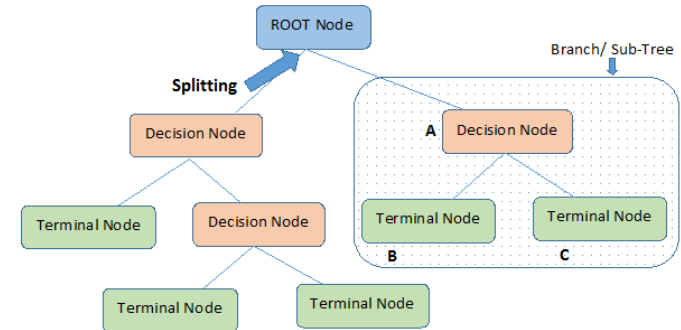 ROOT Node
Branch/ Sub-Tree
Splitting
Decision Node
A
Decision Node
Terminal Node
Decision Node
Terminal Node
Terminal Node
B
C
Terminal Node
Terminal Node